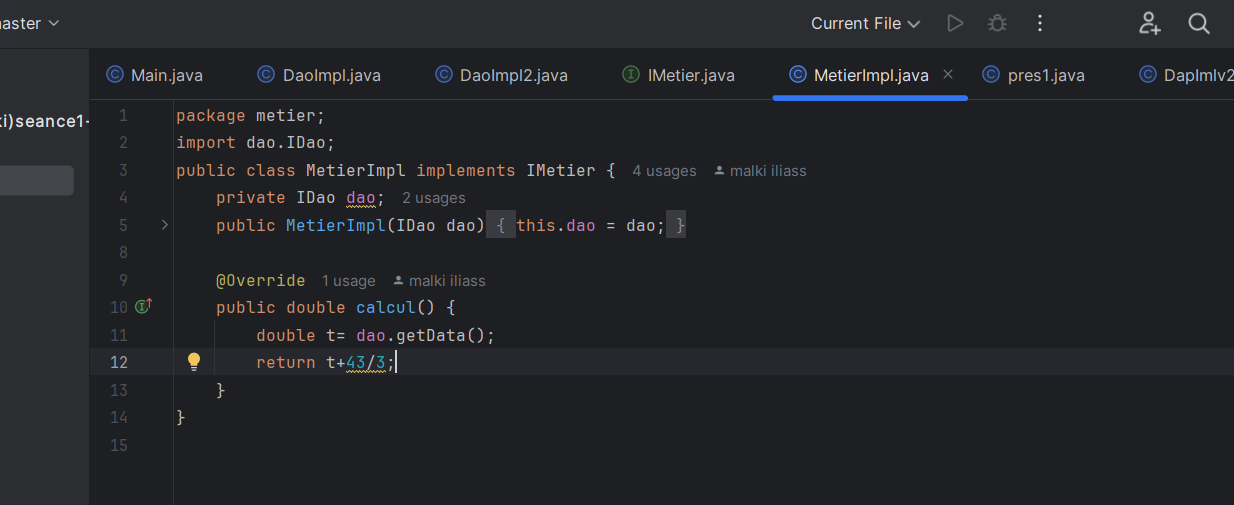 master Current File
Main.java DaoImpl.java DaoImpl2.java IMetier.java MetierImpl.java pres1.java DapImlv2
ki)seance1-
1 package metier;
2 import dao.IDao;
3 public class MetierImpl implements IMetier { 4 usages malki iliass
4 private IDao dao; 2 usages
5 public MetierImpl(IDao dao) { this.dao = dao; }
8
9 @Override 1 usage malki iliass
10 public double calcul() {
11 double t= dao.getData();
12 return t+43/3;
13 }
14 }
15